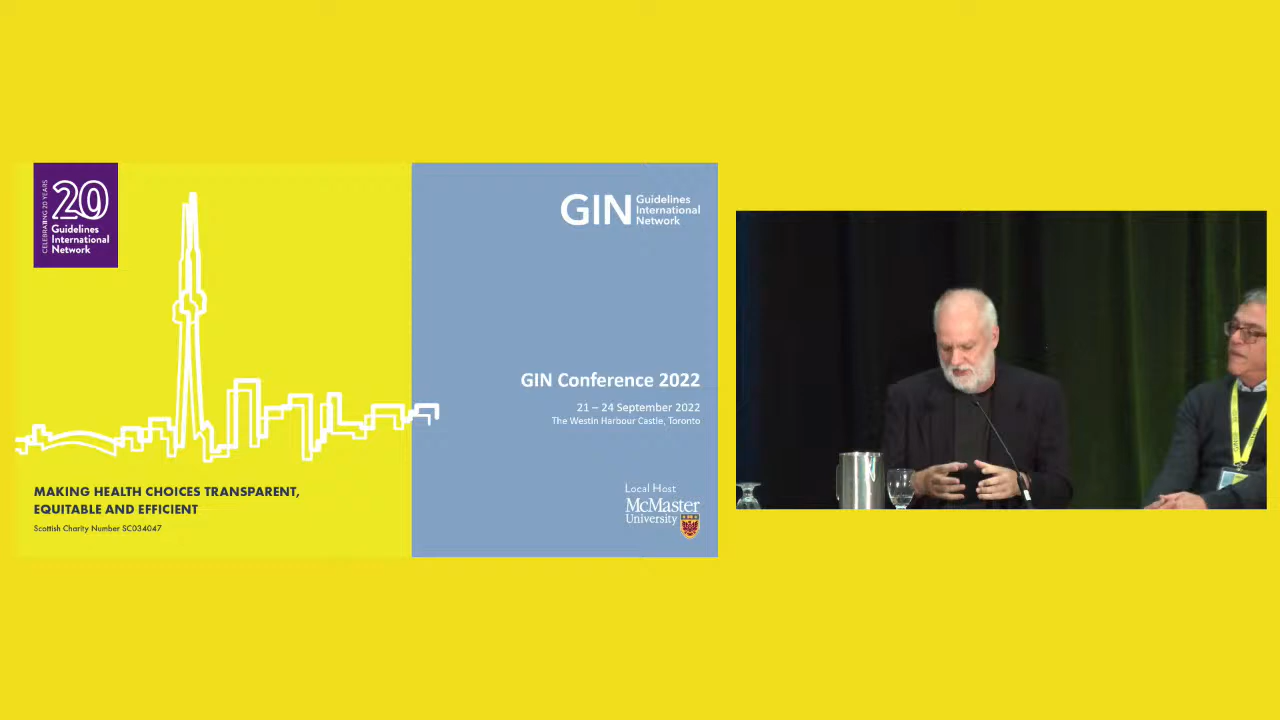 CELEBRATING 20 YEARS
20
Guidelines
International
Network
MAKING HEALTH CHOICES TRANSPARENT,
EQUITABLE AND EFFICIENT
Scottish Charity Number SC034047
GIN Guidelines
International
Network
GIN Conference 2022
21 – 24 September 2022
The Westin Harbour Castle, Toronto
Local Host
McMaster
University